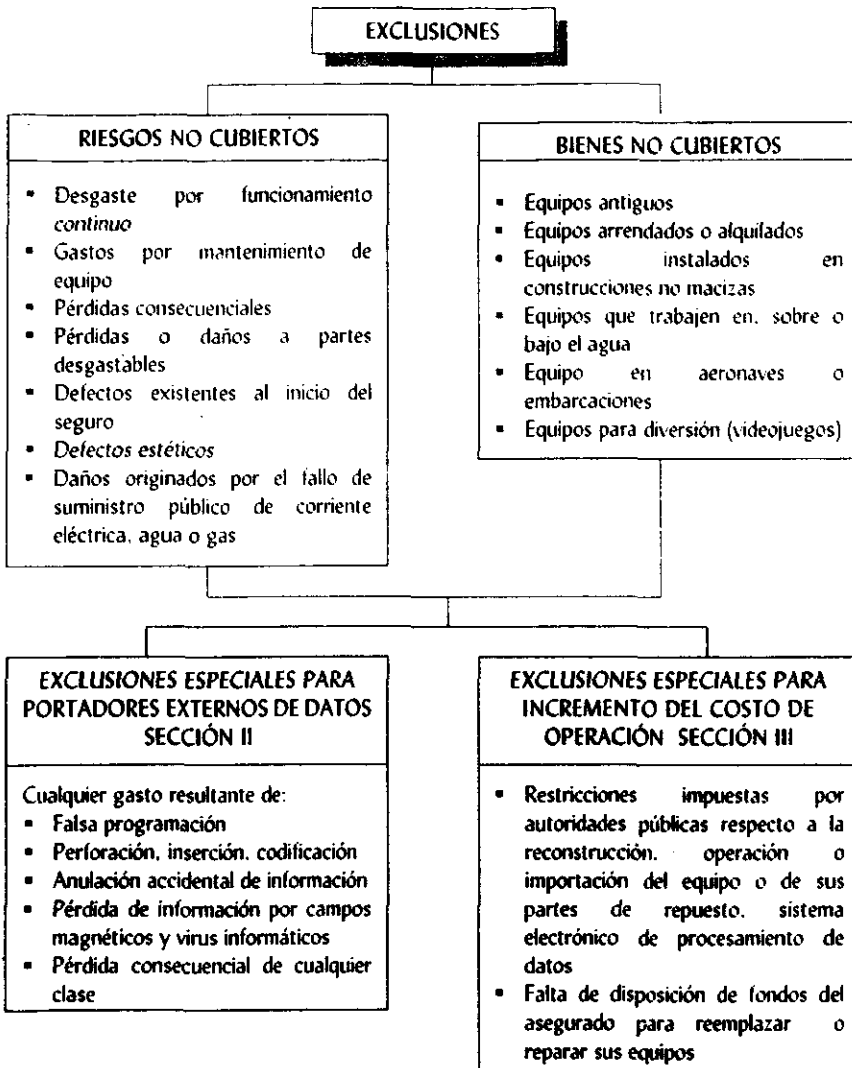 EXCLUSIONES
RIESGOS NO CUBIERTOS
▪ Desgaste por funcionamiento
continuo
▪ Gastos por mantenimiento de
equipo
▪ Pérdidas consecuenciales
▪ Pérdidas o daños a partes
desgastables
▪ Defectos existentes al inicio del
seguro
▪ Defectos estéticos
▪ Daños originados por el fallo de
suministro público de corriente
eléctrica, agua o gas
BIENES NO CUBIERTOS
▪ Equipos antiguos
▪ Equipos arrendados o alquilados
▪ Equipos instalados en
construcciones no macizas
▪ Equipos que trabajen en, sobre o
bajo el agua
▪ Equipo en aeronaves o
embarcaciones
▪ Equipos para diversión (videojuegos)
EXCLUSIONES ESPECIALES PARA
PORTADORES EXTERNOS DE DATOS
SECCIÓN II
Cualquier gasto resultante de:
▪ Falsa programación
▪ Perforación, inserción, codificación
▪ Anulación accidental de información
▪ Pérdida de información por campos
magnéticos y virus informáticos
▪ Pérdida consecuencial de cualquier
clase
EXCLUSIONES ESPECIALES PARA
INCREMENTO DEL COSTO DE
OPERACIÓN SECCIÓN III
▪ Restricciones impuestas por
autoridades públicas respecto a la
reconstrucción, operación o
importación del equipo o de sus
partes de repuesto, sistema
electrónico de procesamiento de
datos
▪ Falta de disposición de fondos del
asegurado para reemplazar o
reparar sus equipos